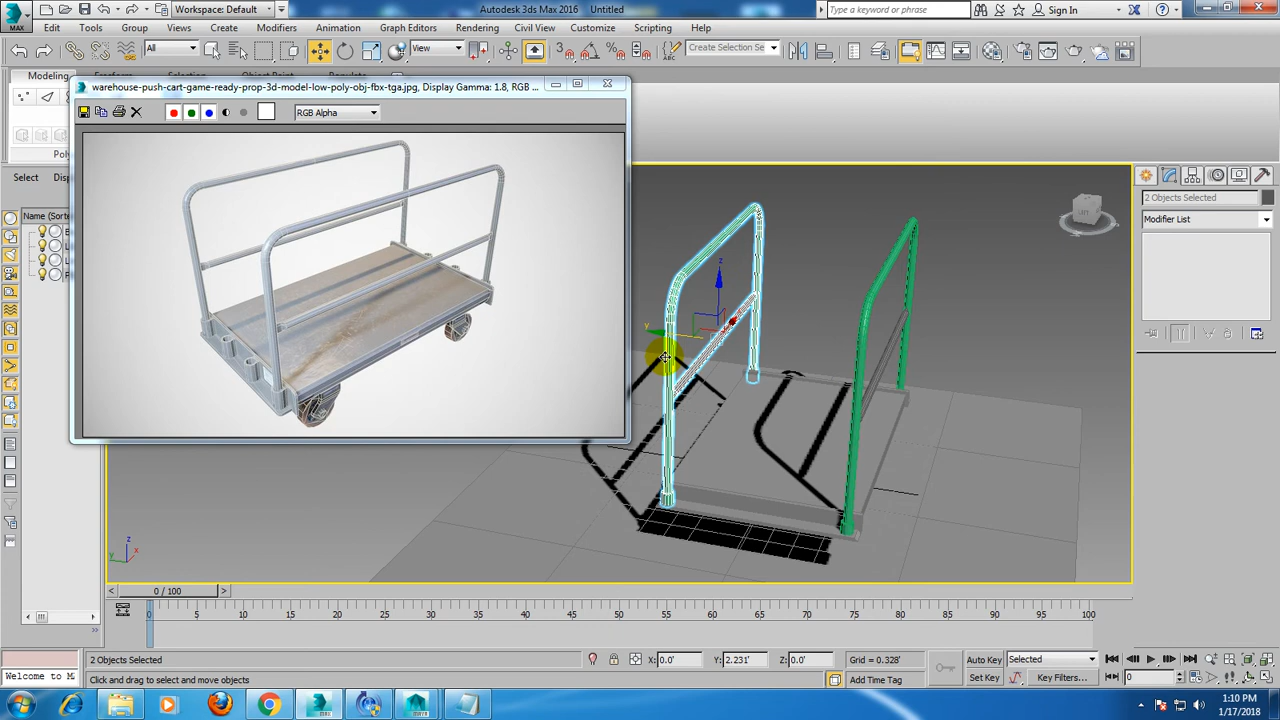 MAX
Workspace: Default
Autodesk 3ds Max 2016 Untitled
Type a keyword or phrase
Sign In
Edit Tools Group Views Create Modifiers Animation Graph Editors Rendering Civil View Customize Scripting Help
All
View
Create Selection Se
Modeling
warehouse-push-cart-game-ready-prop-3d-model-low-poly-obj-fbx-tga.jpg, Display Gamma: 1.8, RGB ...
RGB Alpha
Select
2 Objects Selected
Modifier List
z
y
z
y
x
0 / 100
0 5 10 15 20 25 30 35 40 45 50 55 60 65 70 75 80 85 90 95 100
2 Objects Selected
X: 0.0' Y: 2.231' Z: 0.0' Grid = 0.328'
Auto Key
Selected
Welcome to M
Click and drag to select and move objects
Add Time Tag
Set Key
Key Filters...
0
1:10 PM
1/17/2018